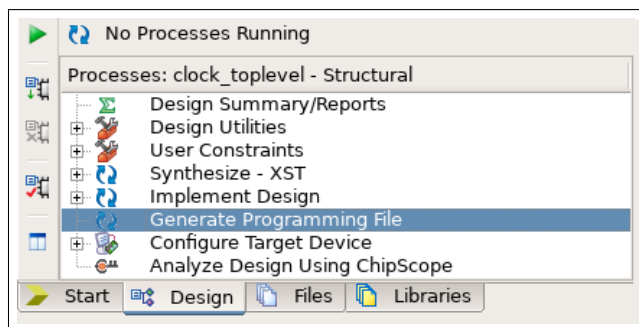 No Processes Running
Processes: clock_toplevel - Structural
Design Summary/Reports
Design Utilities
User Constraints
Synthesize - XST
Implement Design
Generate Programming File
Configure Target Device
Analyze Design Using ChipScope
Start Design Files Libraries